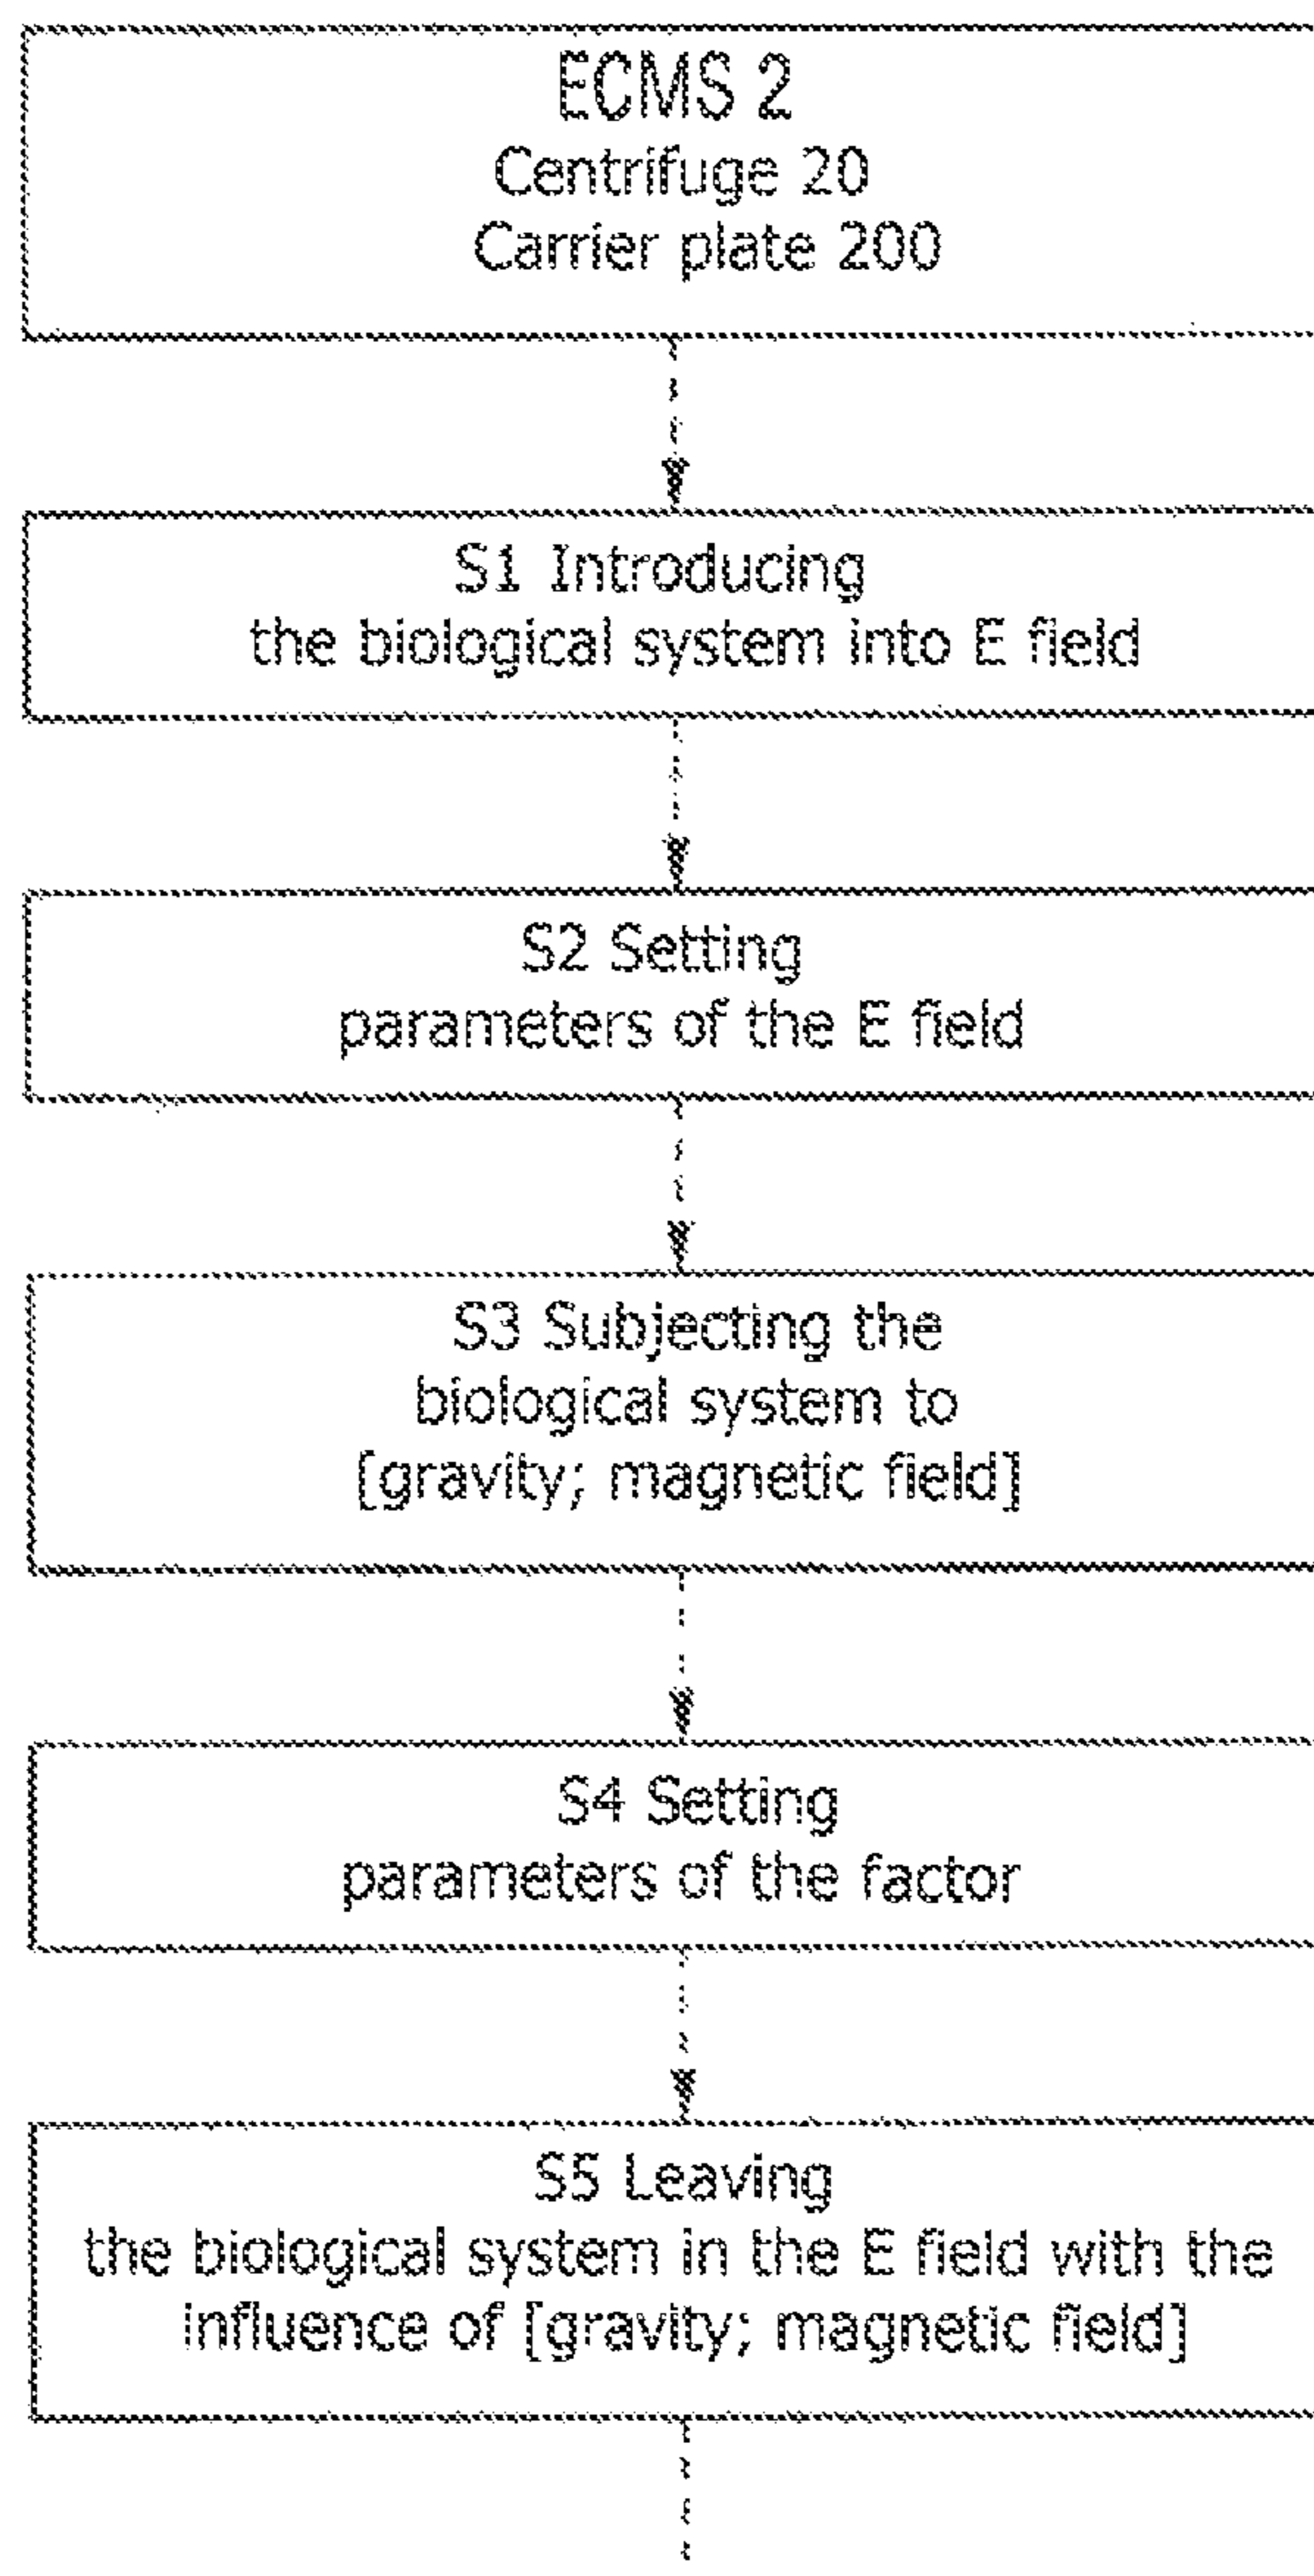 ECMS 2
Centrifuge 20
Carrier plate 200
S1 Introducing
the biological system into E field
S2 Setting
parameters of the E field
S3 Subjecting the
biological system to
[gravity; magnetic field]
S4 Setting
parameters of the factor
S5 Leaving
the biological system in the E field with the
influence of [gravity; magnetic field]